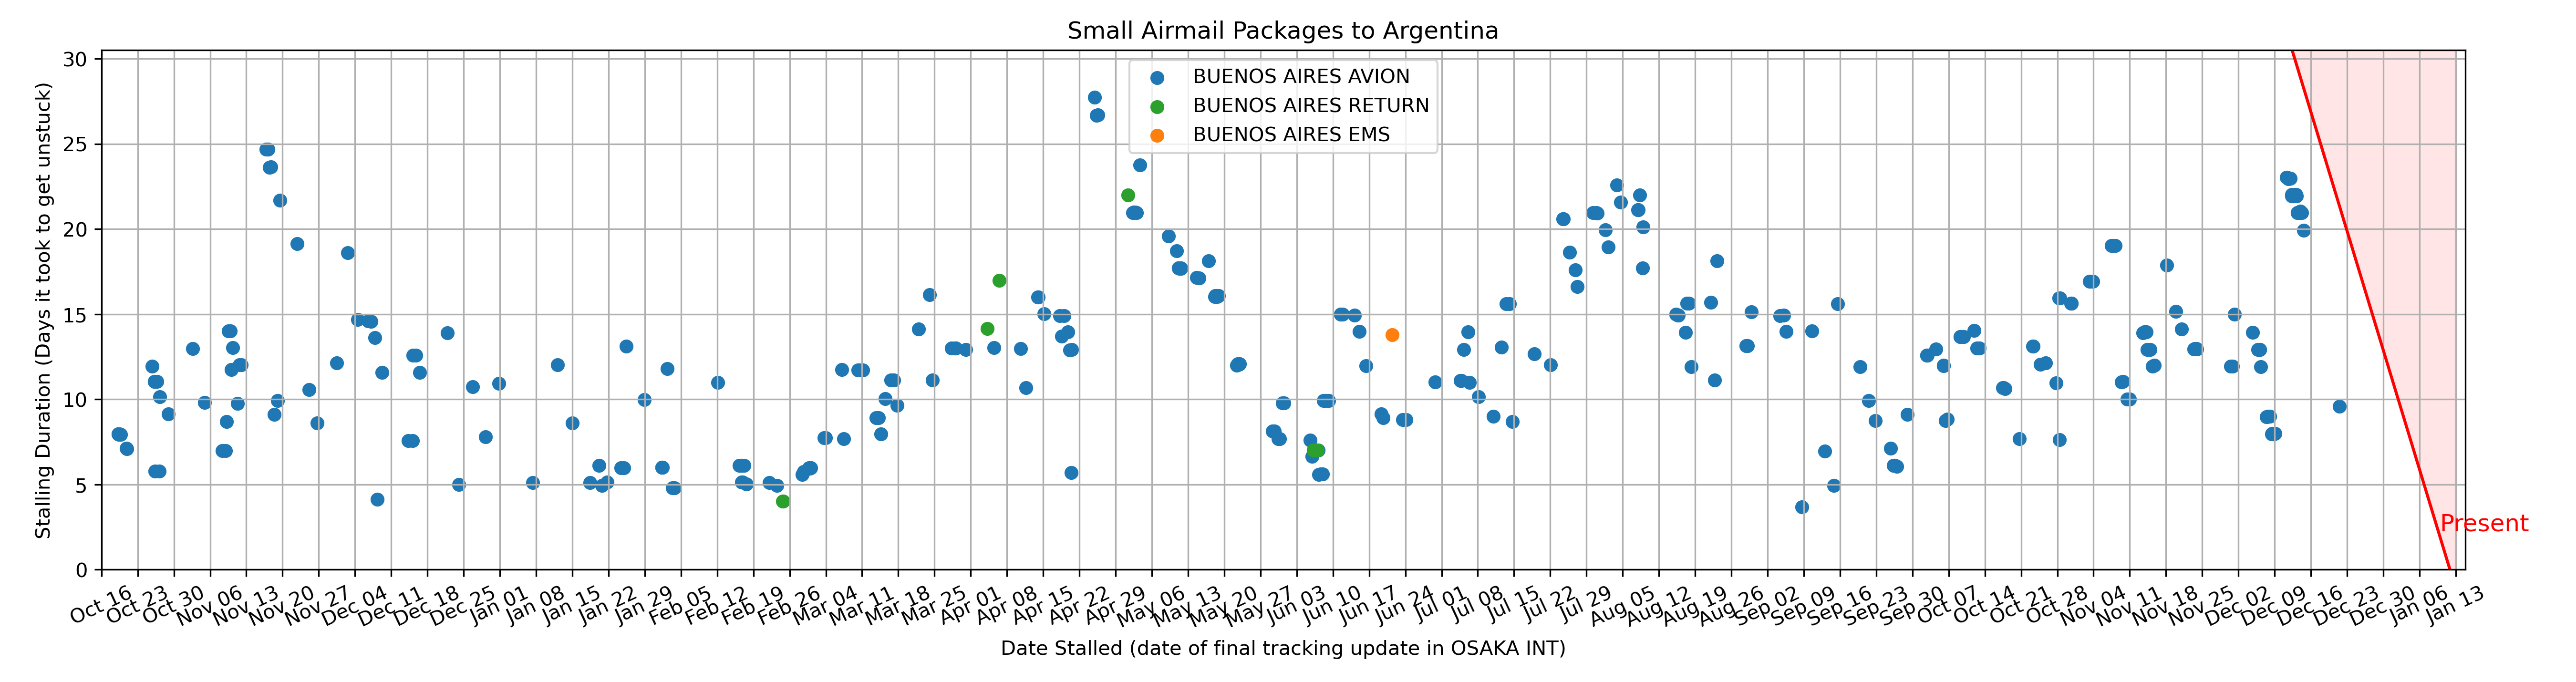 Small Airmail Packages to Argentina
Stalling Duration (Days it took to get unstuck)
30
25
20
15
10
5
0
BUENOS AIRES AVION
BUENOS AIRES RETURN
BUENOS AIRES EMS
Present
Oct 16
Oct 23
Oct 30
Nov 06
Nov 13
Nov 20
Nov 27
Dec 04
Dec 11
Dec 18
Dec 25
Jan 01
Jan 08
Jan 15
Jan 22
Jan 29
Feb 05
Feb 12
Feb 19
Feb 26
Mar 04
Mar 11
Mar 18
Mar 25
Apr 01
Apr 08
Apr 15
Apr 22
Apr 29
May 06
May 13
May 20
May 27
Jun 03
Jun 10
Jun 17
Jun 24
Jul 01
Jul 08
Jul 15
Jul 22
Jul 29
Aug 05
Aug 12
Aug 19
Aug 26
Sep 02
Sep 09
Sep 16
Sep 23
Sep 30
Oct 07
Oct 14
Oct 21
Oct 28
Nov 04
Nov 11
Nov 18
Nov 25
Dec 02
Dec 09
Dec 16
Dec 23
Dec 30
Jan 06
Jan 13
Date Stalled (date of final tracking update in OSAKA INT)